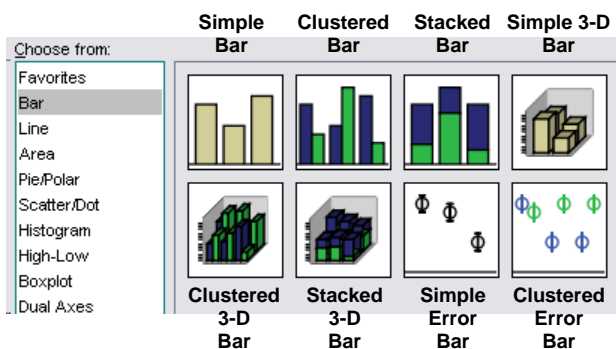 Simple Clustered Stacked Simple 3-D
Bar Bar Bar Bar
Choose from:
Favorites
Bar
Line
Area
Pie/Polar
Scatter/Dot
Histogram
High-Low
Boxplot
Dual Axes
Clustered Stacked Simple Clustered
3-D 3-D Error Error
Bar Bar Bar Bar